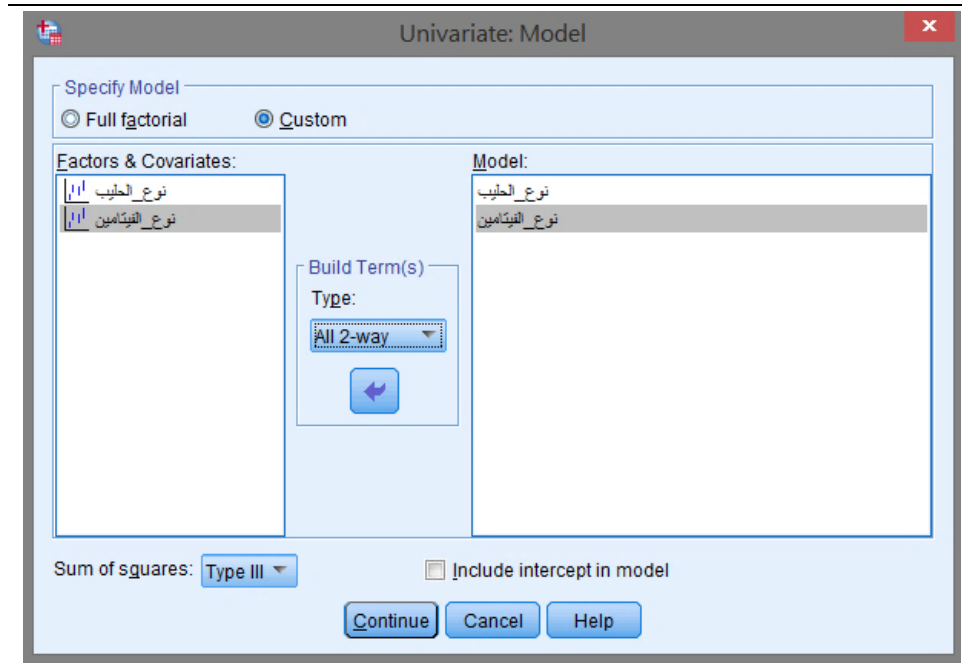 Univariate: Model
Specify Model
Full factorial
Custom
Factors & Covariates:
نوع_الحليب
نوع_الفيتامين
Build Term(s)
Type:
All 2-way
Model:
نوع_الحليب
نوع_الفيتامين
Sum of squares: Type III
Include intercept in model
Continue Cancel Help